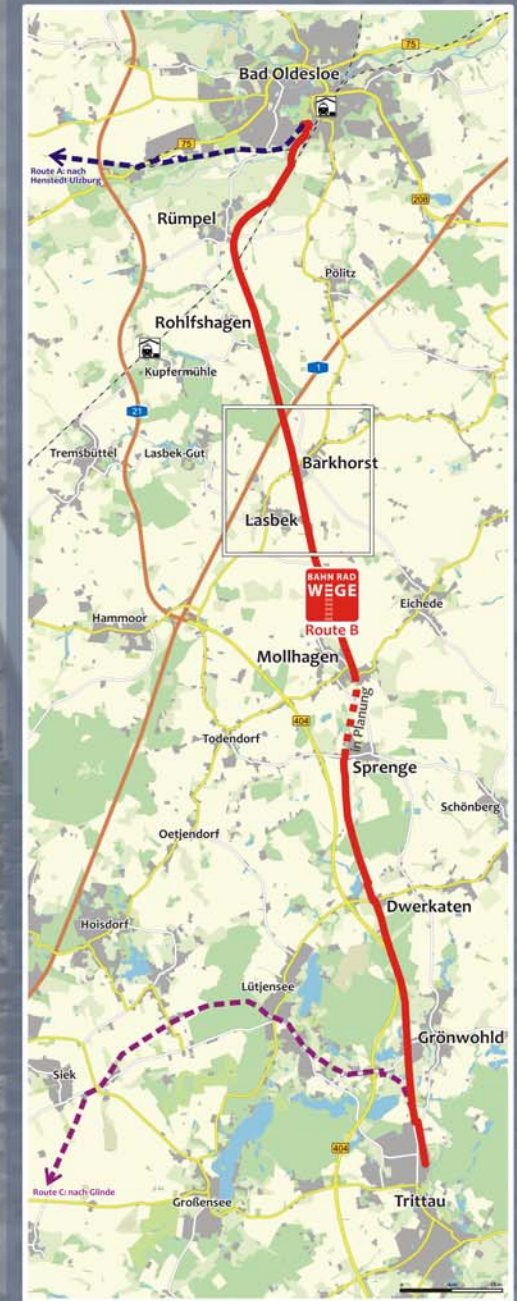 75
Bad Oldesloe
75
Route A: nach
Henstedt-Ulzburg
208
Rümpel
Pölitz
Rohlfshagen
1
Kupfermühle
21
Tremsbüttel
Lasbek-Gut
Barkhorst
Lasbek
BAHN RAD
WEGE
Route B
Eichede
Hammoor
Mollhagen
in Planung
404
Todendorf
Sprenge
Schönberg
Oetjendorf
Dwerkaten
Hoisdorf
Lütjensee
Grönwohld
Siek
404
Route C: nach Glinde
Großensee
Trittau